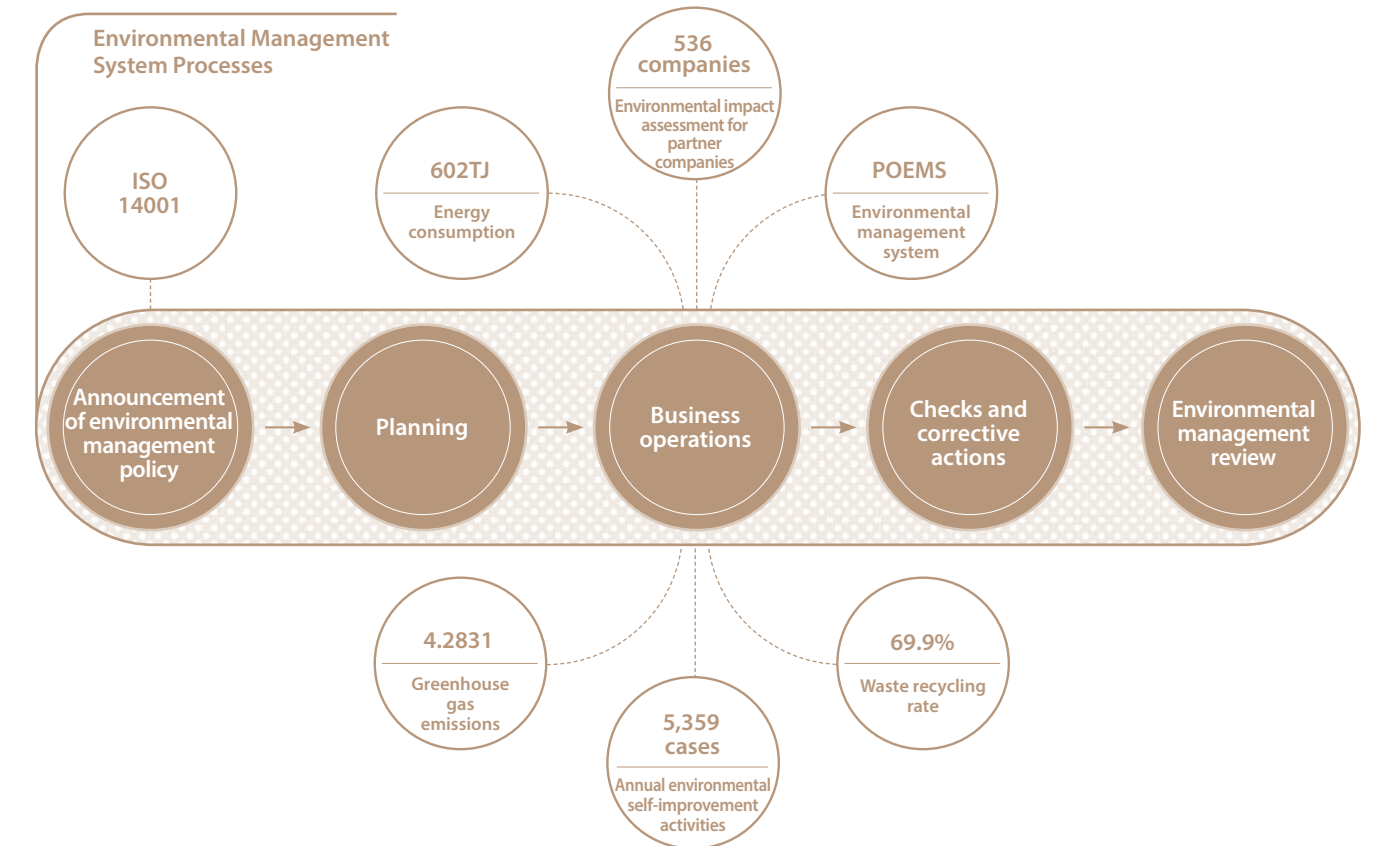 Environmental Management
System Processes
536
companies
Environmental impact
assessment for
partner
companies
ISO
14001
602TJ
Energy
consumption
POEMS
Environmental
management
system
Announcement
of environmental
management
policy
Planning
Business
operations
Checks and
corrective
actions
Environmental
management
review
4.2831
Greenhouse
gas
emissions
5,359
cases
Annual environmental
self-improvement
activities
69.9%
Waste recycling
rate